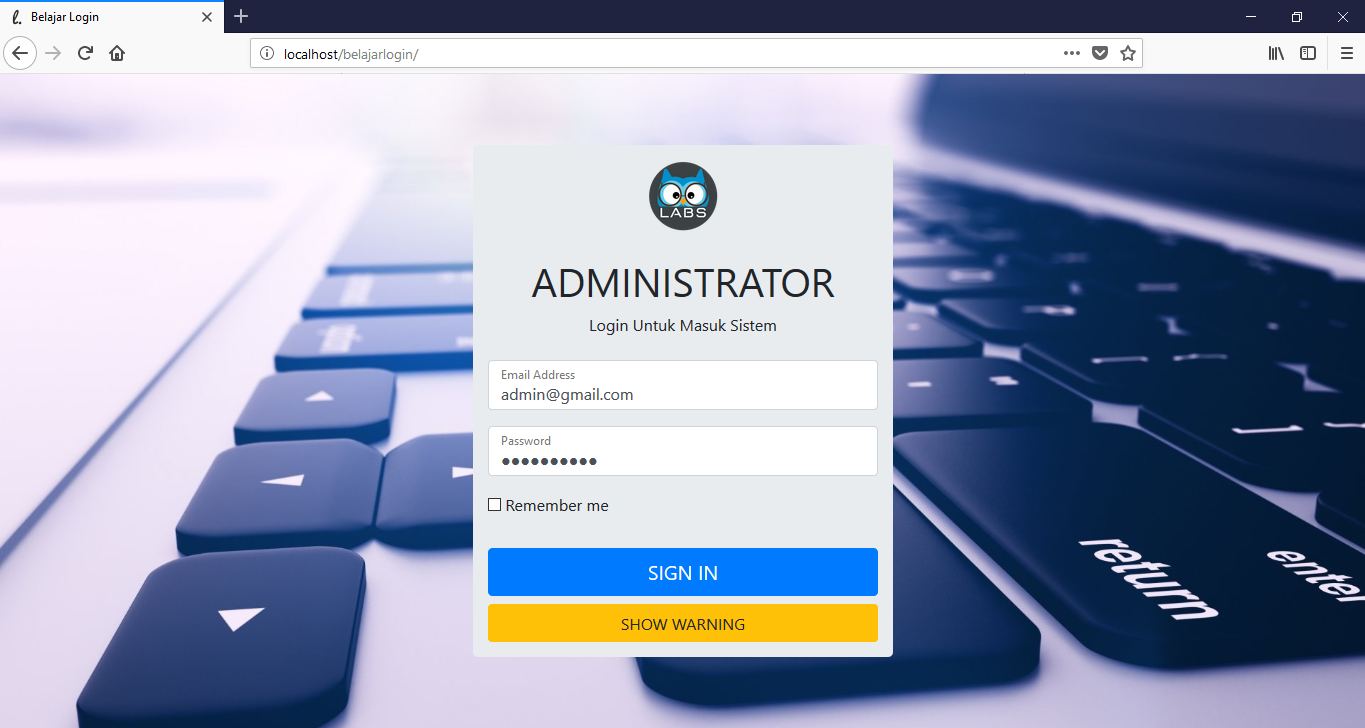 Belajar Login
localhost/belajarlogin/
LABS
ADMINISTRATOR
Login Untuk Masuk Sistem
Email Address
admin@gmail.com
Password
Remember me
SIGN IN
SHOW WARNING
return
enter